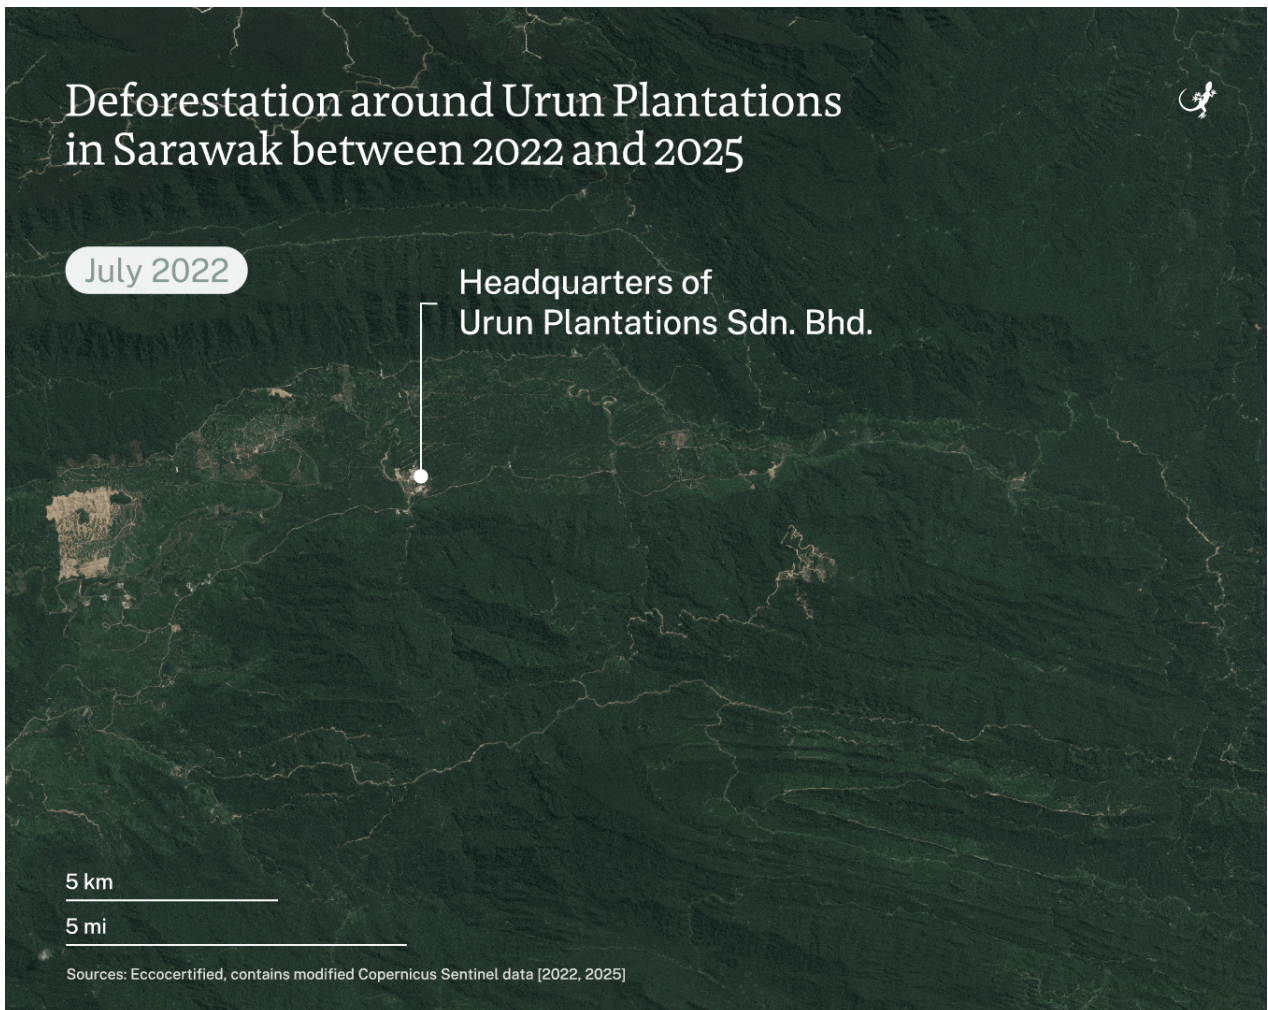 Deforestation around Urun Plantations
in Sarawak between 2022 and 2025
July 2022
Headquarters of
Urun Plantations Sdn. Bhd.
5 km
5 mi
Sources: Eccocertified, contains modified Copernicus Sentinel data [2022, 2025]